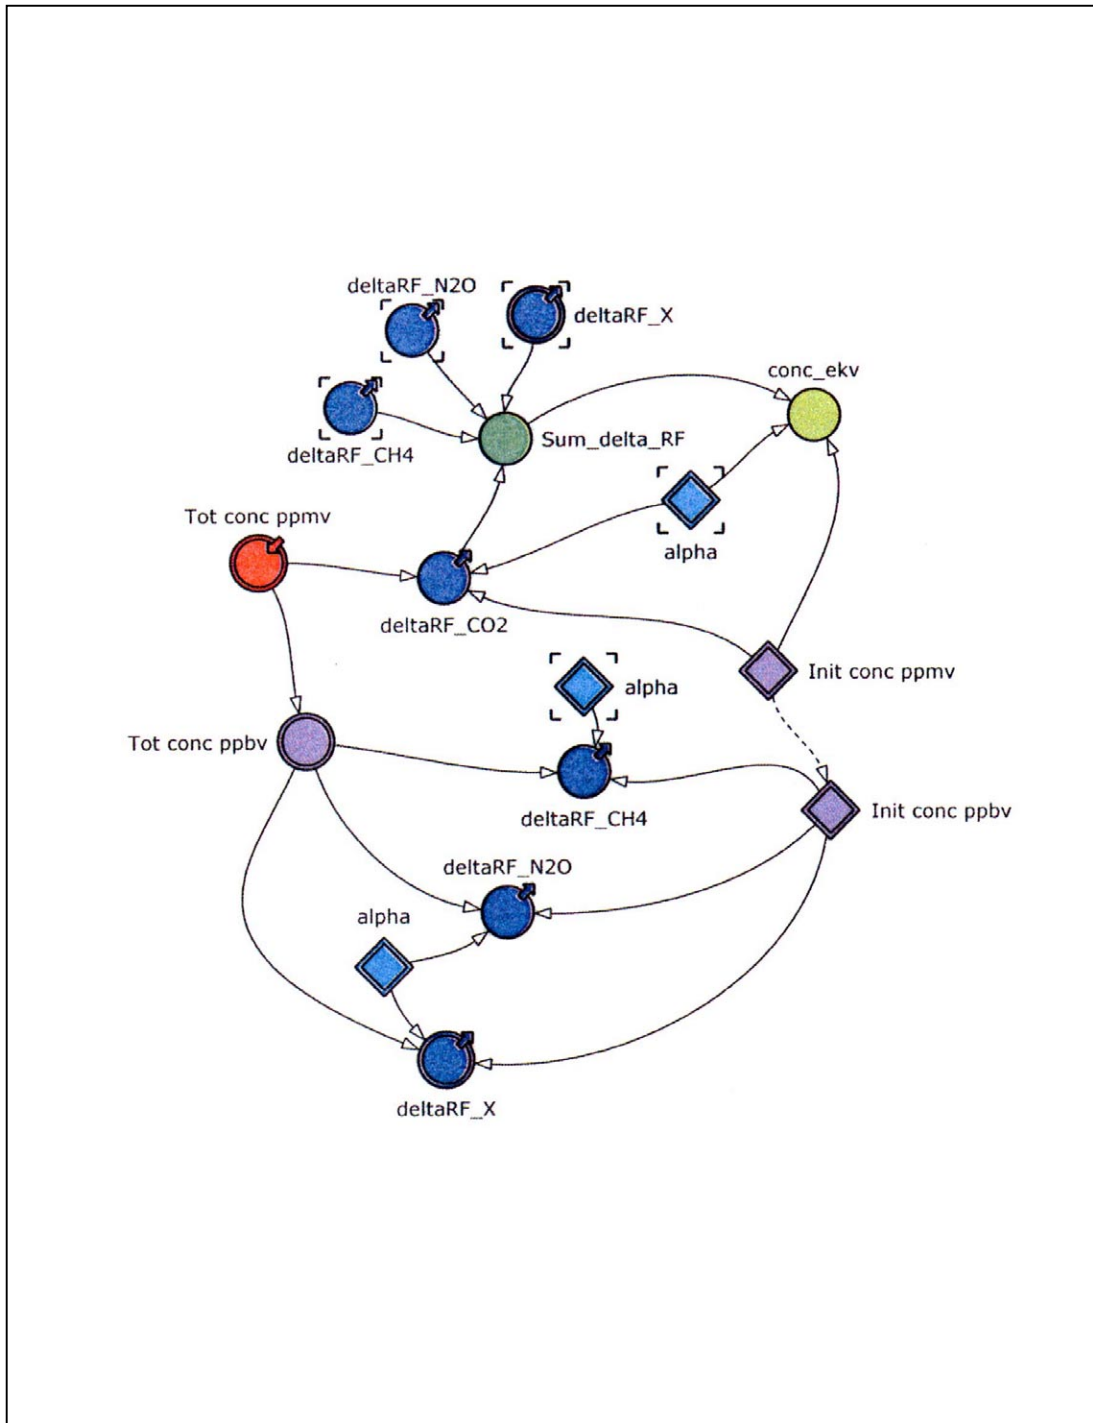 deltaRF_N2O
deltaRF_X
conc_ekv
deltaRF_CH4
Sum_delta_RF
Tot conc ppmv
alpha
deltaRF_CO2
Init conc ppmv
alpha
Tot conc ppbv
Init conc ppbv
deltaRF_CH4
deltaRF_N2O
alpha
deltaRF_X